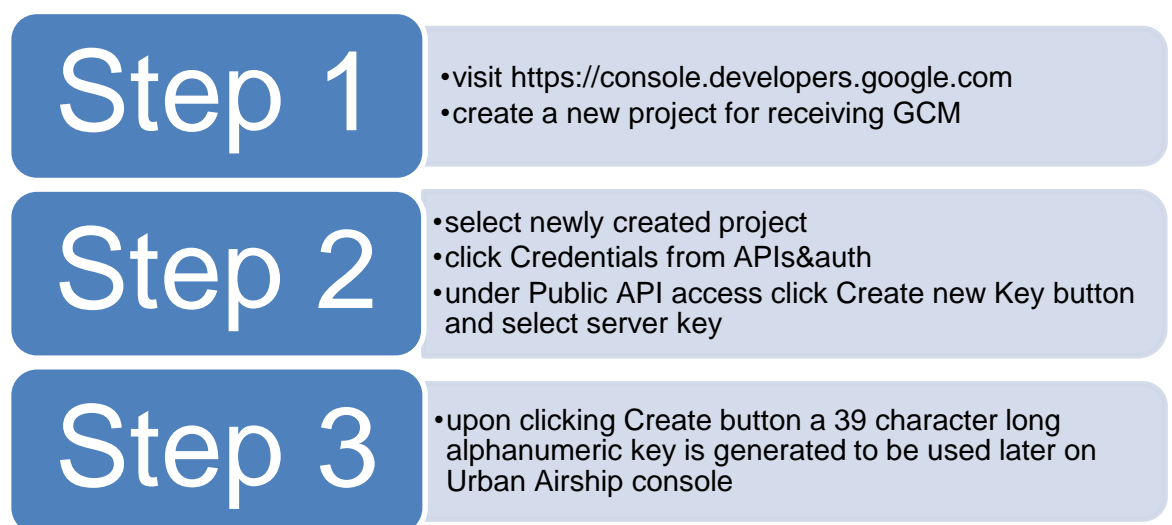 Step 1
•visit https://console.developers.google.com
•create a new project for receiving GCM
Step 2
•select newly created project
•click Credentials from APIs&auth
•under Public API access click Create new Key button
and select server key
Step 3
•upon clicking Create button a 39 character long
alphanumeric key is generated to be used later on
Urban Airship console